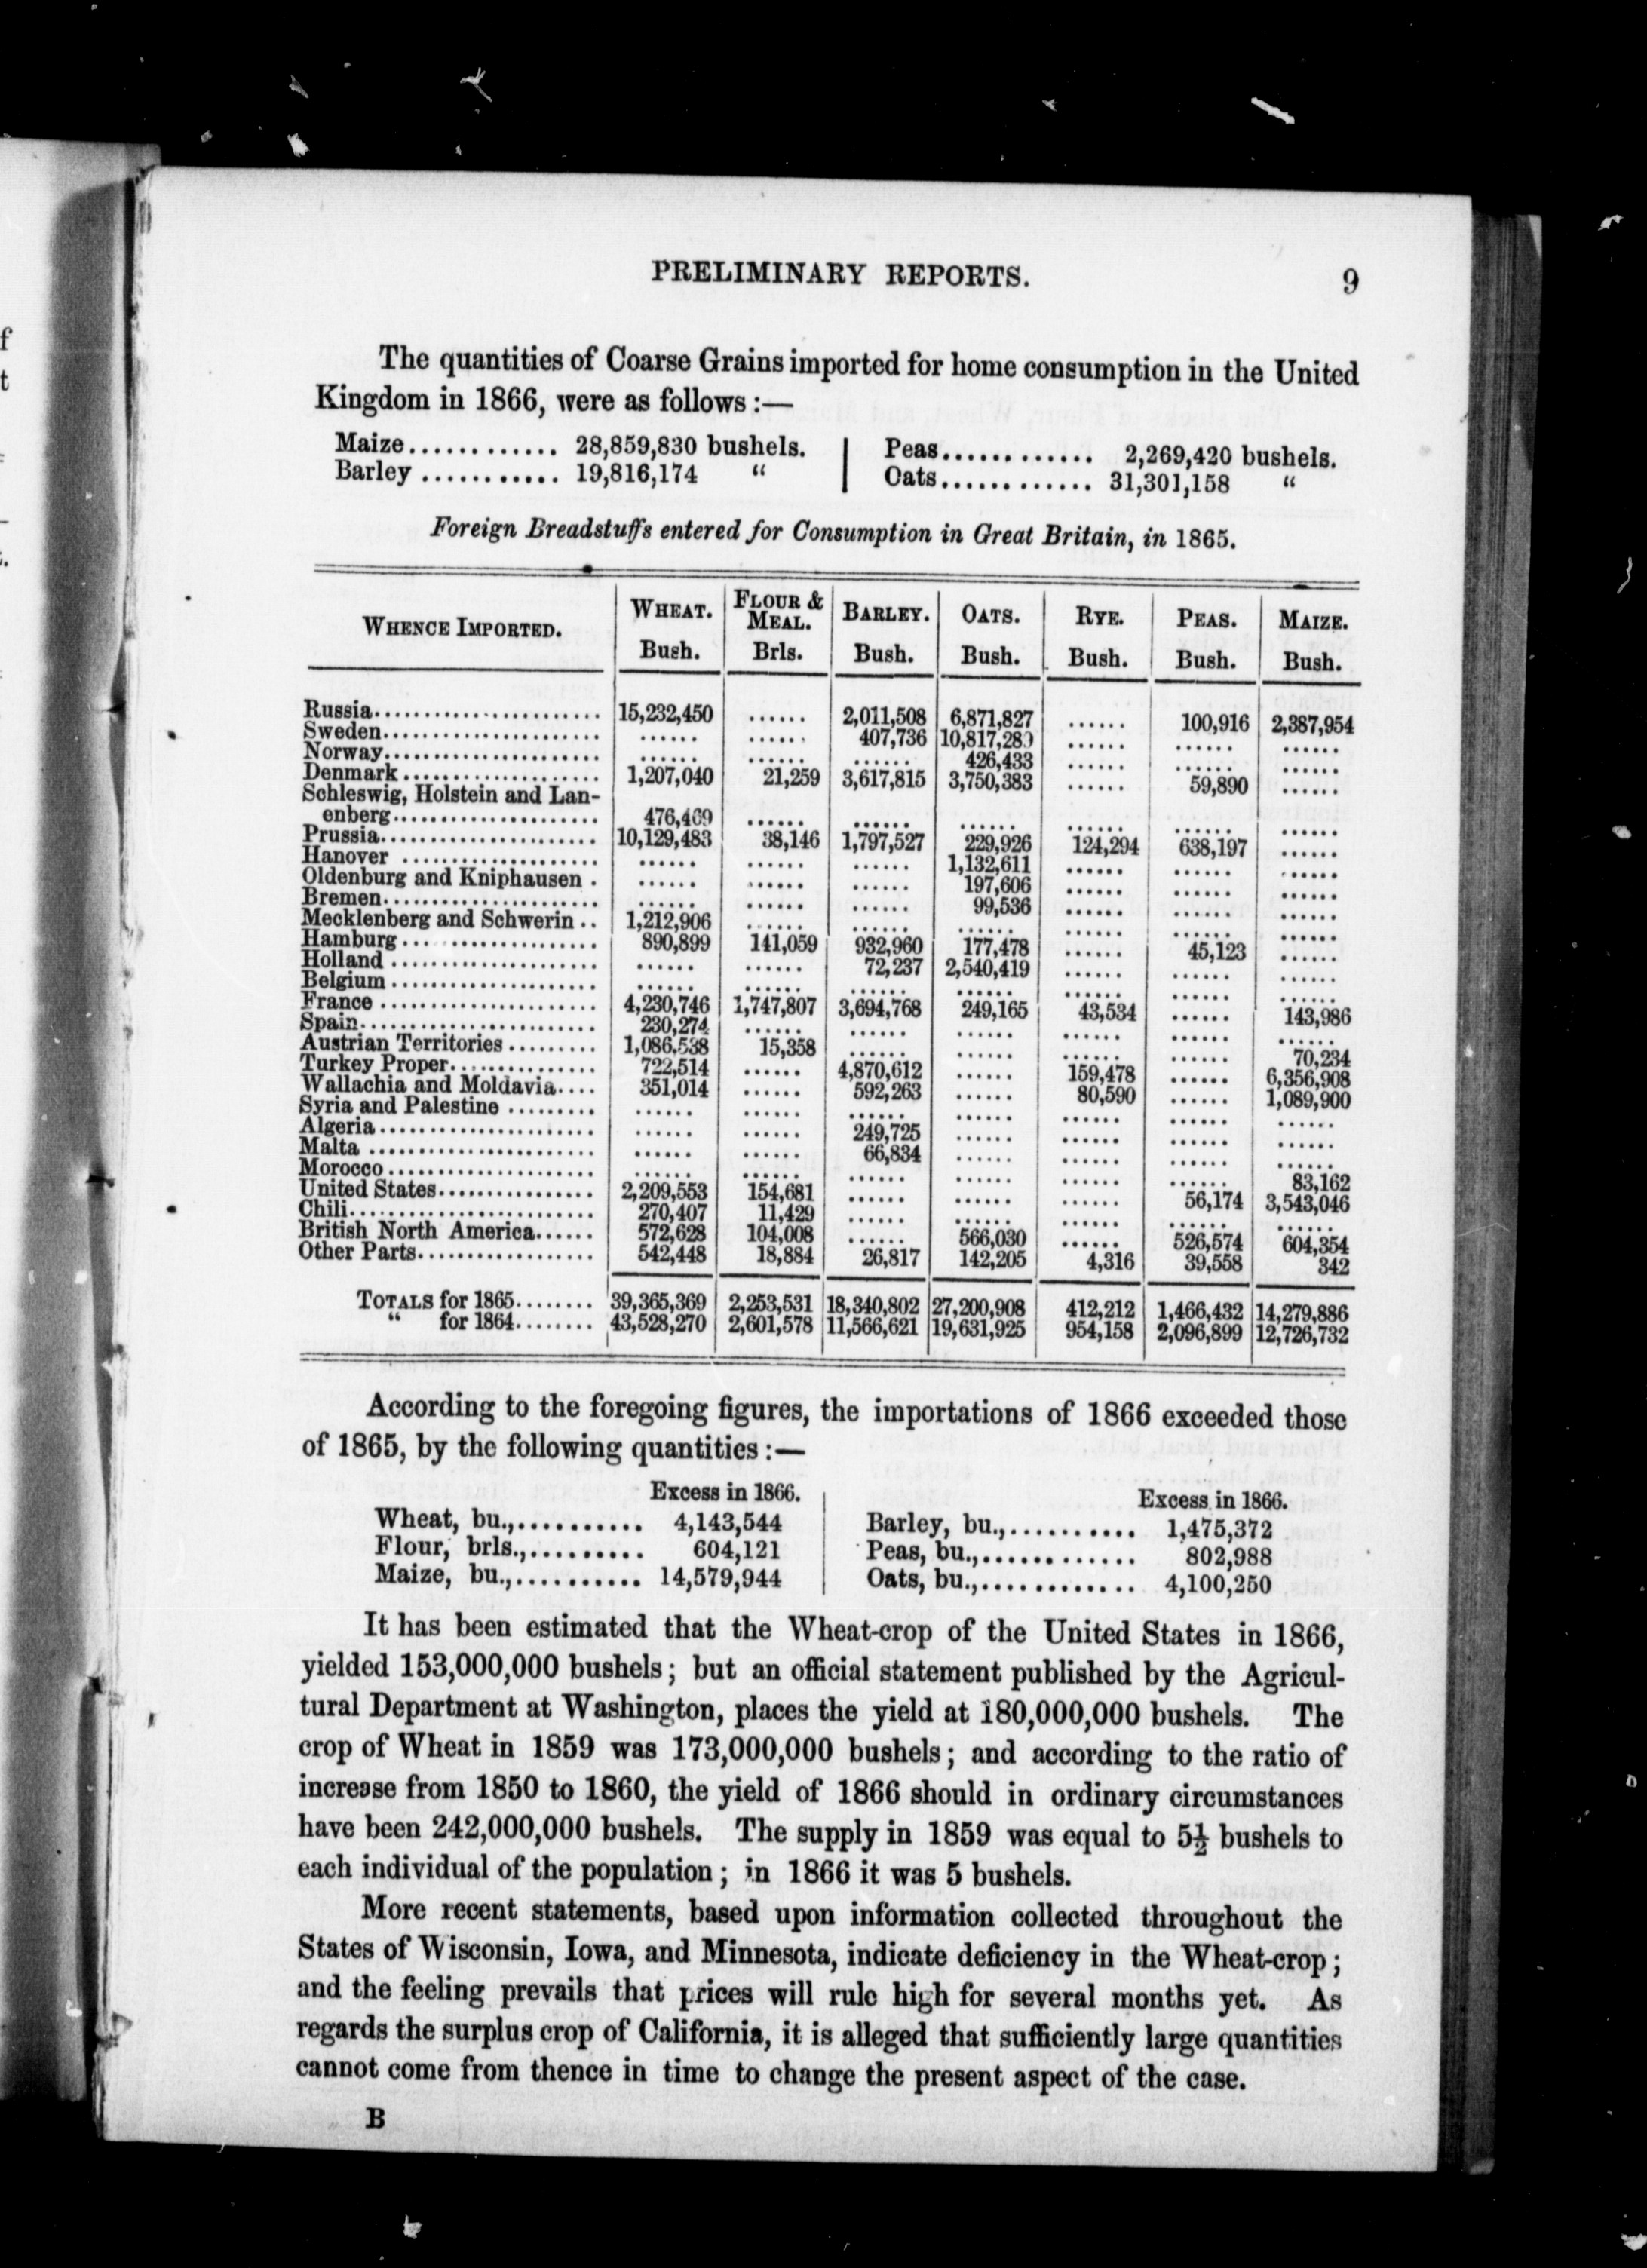 PRELIMINARY REPORTS. 9
The quantities of Coarse Grains imported for home consumption in the United
Kingdom in 1866, were as follows :—
Maize............ 28,859,830 bushels. | Peas............ 2,269,420 bushels.
Barley ........... 19,816,174 “ | Oats............ 31,301,158 “
Foreign Breadstuffs entered for Consumption in Great Britain, in 1865.
WHENCE IMPORTED. | WHEAT. Bush. | FLOUR & MEAL. Brls. | BARLEY. Bush. | OATS. Bush. | RYE. Bush. | PEAS. Bush. | MAIZE. Bush.
Russia...................... | 15,232,450 | ...... | 2,011,508 | 6,871,827 | ...... | 100,916 | 2,387,954
Sweden...................... | ...... | ...... | 407,736 | 10,817,289 | ...... | ...... | ......
Norway...................... | ...... | ...... | ...... | 426,433 | ...... | ...... | ......
Denmark .................... | 1,207,040 | 21,259 | 3,617,815 | 3,750,383 | ...... | 59,890 | ......
Schleswig, Holstein and Lan-
enberg..................... | 476,469 | ...... | ...... | ...... | ...... | ...... | ......
Prussia...................... | 10,129,483 | 38,146 | 1,797,527 | 229,926 | 124,294 | 638,197 | ......
Hanover .................... | ...... | ...... | ...... | 1,132,611 | ...... | ...... | ......
Oldenburg and Kniphausen . | ...... | ...... | ...... | 197,606 | ...... | ...... | ......
Bremen...................... | ...... | ...... | ...... | 99,536 | ...... | ...... | ......
Mecklenberg and Schwerin .. | 1,212,906 | ...... | ...... | ...... | ...... | ...... | ......
Hamburg .................... | 890,899 | 141,059 | 932,960 | 177,478 | ...... | 45,123 | ......
Holland ..................... | ...... | ...... | 72,237 | 2,540,419 | ...... | ...... | ......
Belgium ..................... | ...... | ...... | ...... | ...... | ...... | ...... | ......
France ...................... | 4,230,746 | 1,747,807 | 3,694,768 | 249,165 | 43,534 | ...... | 143,986
Spain........................ | 230,274 | ...... | ...... | ...... | ...... | ...... | ......
Austrian Territories ......... | 1,086,538 | 15,358 | ...... | ...... | ...... | ...... | 70,234
Turkey Proper............... | 722,514 | ...... | 4,870,612 | ...... | 159,478 | ...... | 6,356,908
Wallachia and Moldavia.... | 351,014 | ...... | 592,263 | ...... | 80,590 | ...... | 1,089,900
Syria and Palestine ......... | ...... | ...... | ...... | ...... | ...... | ...... | ......
Algeria...................... | ...... | ...... | 249,725 | ...... | ...... | ...... | ......
Malta ....................... | ...... | ...... | 66,834 | ...... | ...... | ...... | ......
Morocco..................... | ...... | ...... | ...... | ...... | ...... | ...... | 83,162
United States................ | 2,209,553 | 154,681 | ...... | ...... | ...... | 56,174 | 3,543,046
Chili......................... | 270,407 | 11,429 | ...... | ...... | ...... | ...... | ......
British North America...... | 572,628 | 104,008 | ...... | 566,030 | ...... | 526,574 | 604,354
Other Parts.................. | 542,448 | 18,884 | 26,817 | 142,205 | 4,316 | 39,558 | 342
TOTALS for 1865........ | 39,365,369 | 2,253,531 | 18,340,802 | 27,200,908 | 412,212 | 1,466,432 | 14,279,886
“ for 1864........ | 43,528,270 | 2,601,578 | 11,566,621 | 19,631,925 | 954,158 | 2,096,899 | 12,726,732
According to the foregoing figures, the importations of 1866 exceeded those
of 1865, by the following quantities :—
Excess in 1866. | Excess in 1866.
Wheat, bu.,.......... 4,143,544 | Barley, bu.,.......... 1,475,372
Flour, brls.,......... 604,121 | Peas, bu.,............ 802,988
Maize, bu.,.......... 14,579,944 | Oats, bu.,............ 4,100,250
It has been estimated that the Wheat-crop of the United States in 1866,
yielded 153,000,000 bushels; but an official statement published by the Agricul-
tural Department at Washington, places the yield at 180,000,000 bushels. The
crop of Wheat in 1859 was 173,000,000 bushels; and according to the ratio of
increase from 1850 to 1860, the yield of 1866 should in ordinary circumstances
have been 242,000,000 bushels. The supply in 1859 was equal to 5½ bushels to
each individual of the population; in 1866 it was 5 bushels.
More recent statements, based upon information collected throughout the
States of Wisconsin, Iowa, and Minnesota, indicate deficiency in the Wheat-crop;
and the feeling prevails that prices will rule high for several months yet. As
regards the surplus crop of California, it is alleged that sufficiently large quantities
cannot come from thence in time to change the present aspect of the case.
B